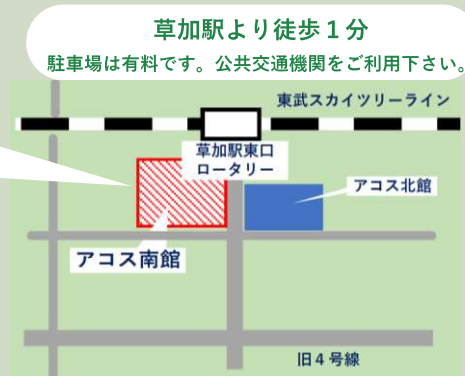 草加駅より徒歩１分
駐車場は有料です。公共交通機関をご利用下さい。
東武スカイツリーライン
草加駅東口
ロータリー
アコス北館
アコス南館
旧４号線